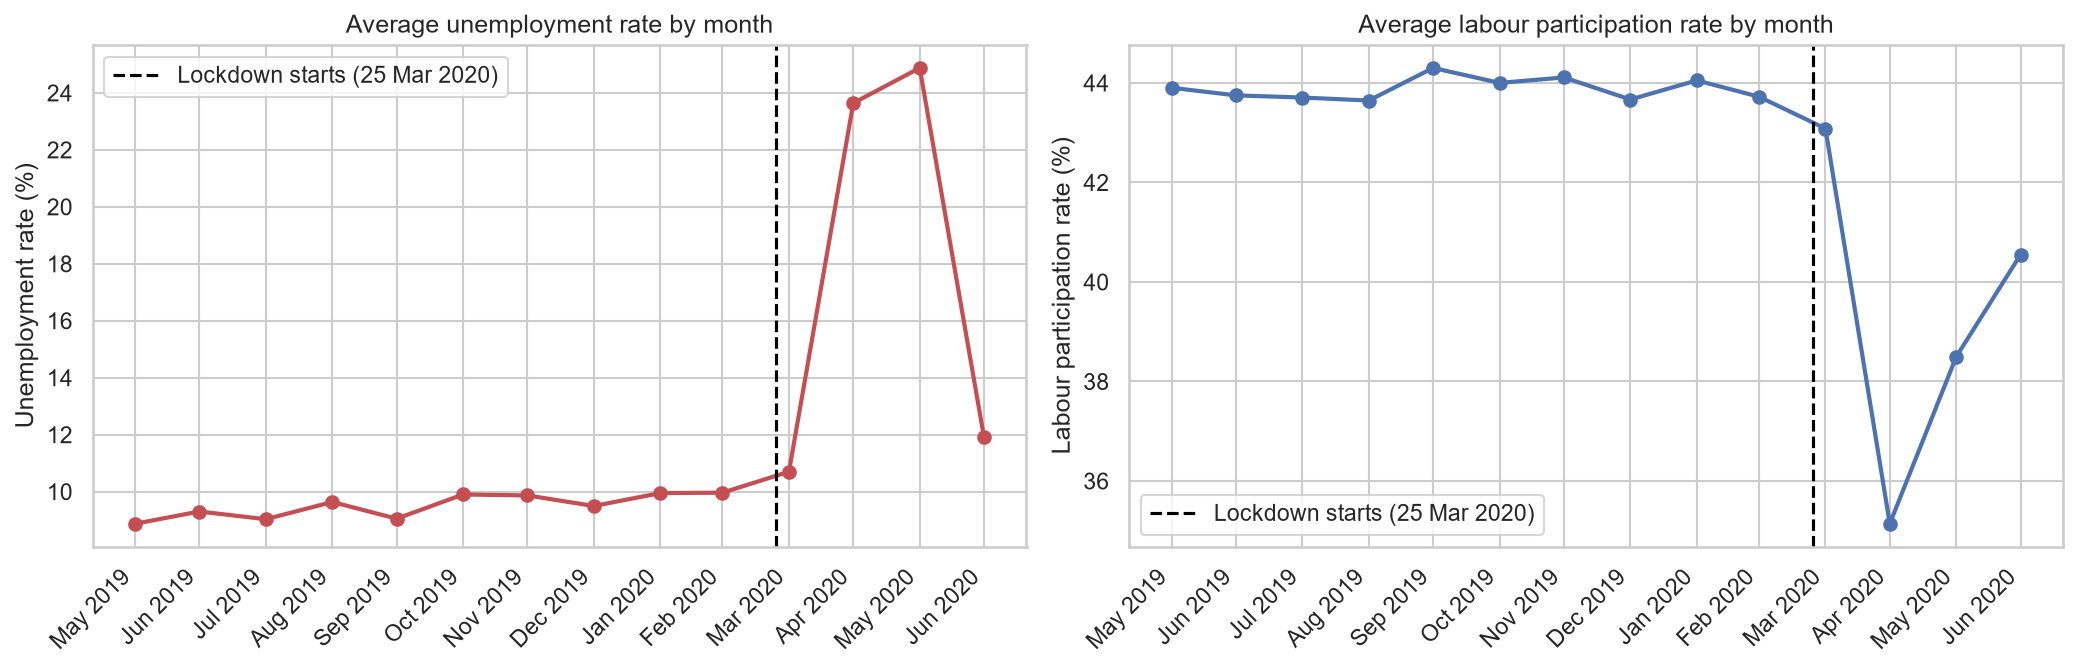 Average unemployment rate by month
Lockdown starts (25 Mar 2020)
Unemployment rate (%)
24
22
20
18
16
14
12
10
May 2019
Jun 2019
Jul 2019
Aug 2019
Sep 2019
Oct 2019
Nov 2019
Dec 2019
Jan 2020
Feb 2020
Mar 2020
Apr 2020
May 2020
Jun 2020
Average labour participation rate by month
Labour participation rate (%)
44
42
40
38
36
Lockdown starts (25 Mar 2020)
May 2019
Jun 2019
Jul 2019
Aug 2019
Sep 2019
Oct 2019
Nov 2019
Dec 2019
Jan 2020
Feb 2020
Mar 2020
Apr 2020
May 2020
Jun 2020